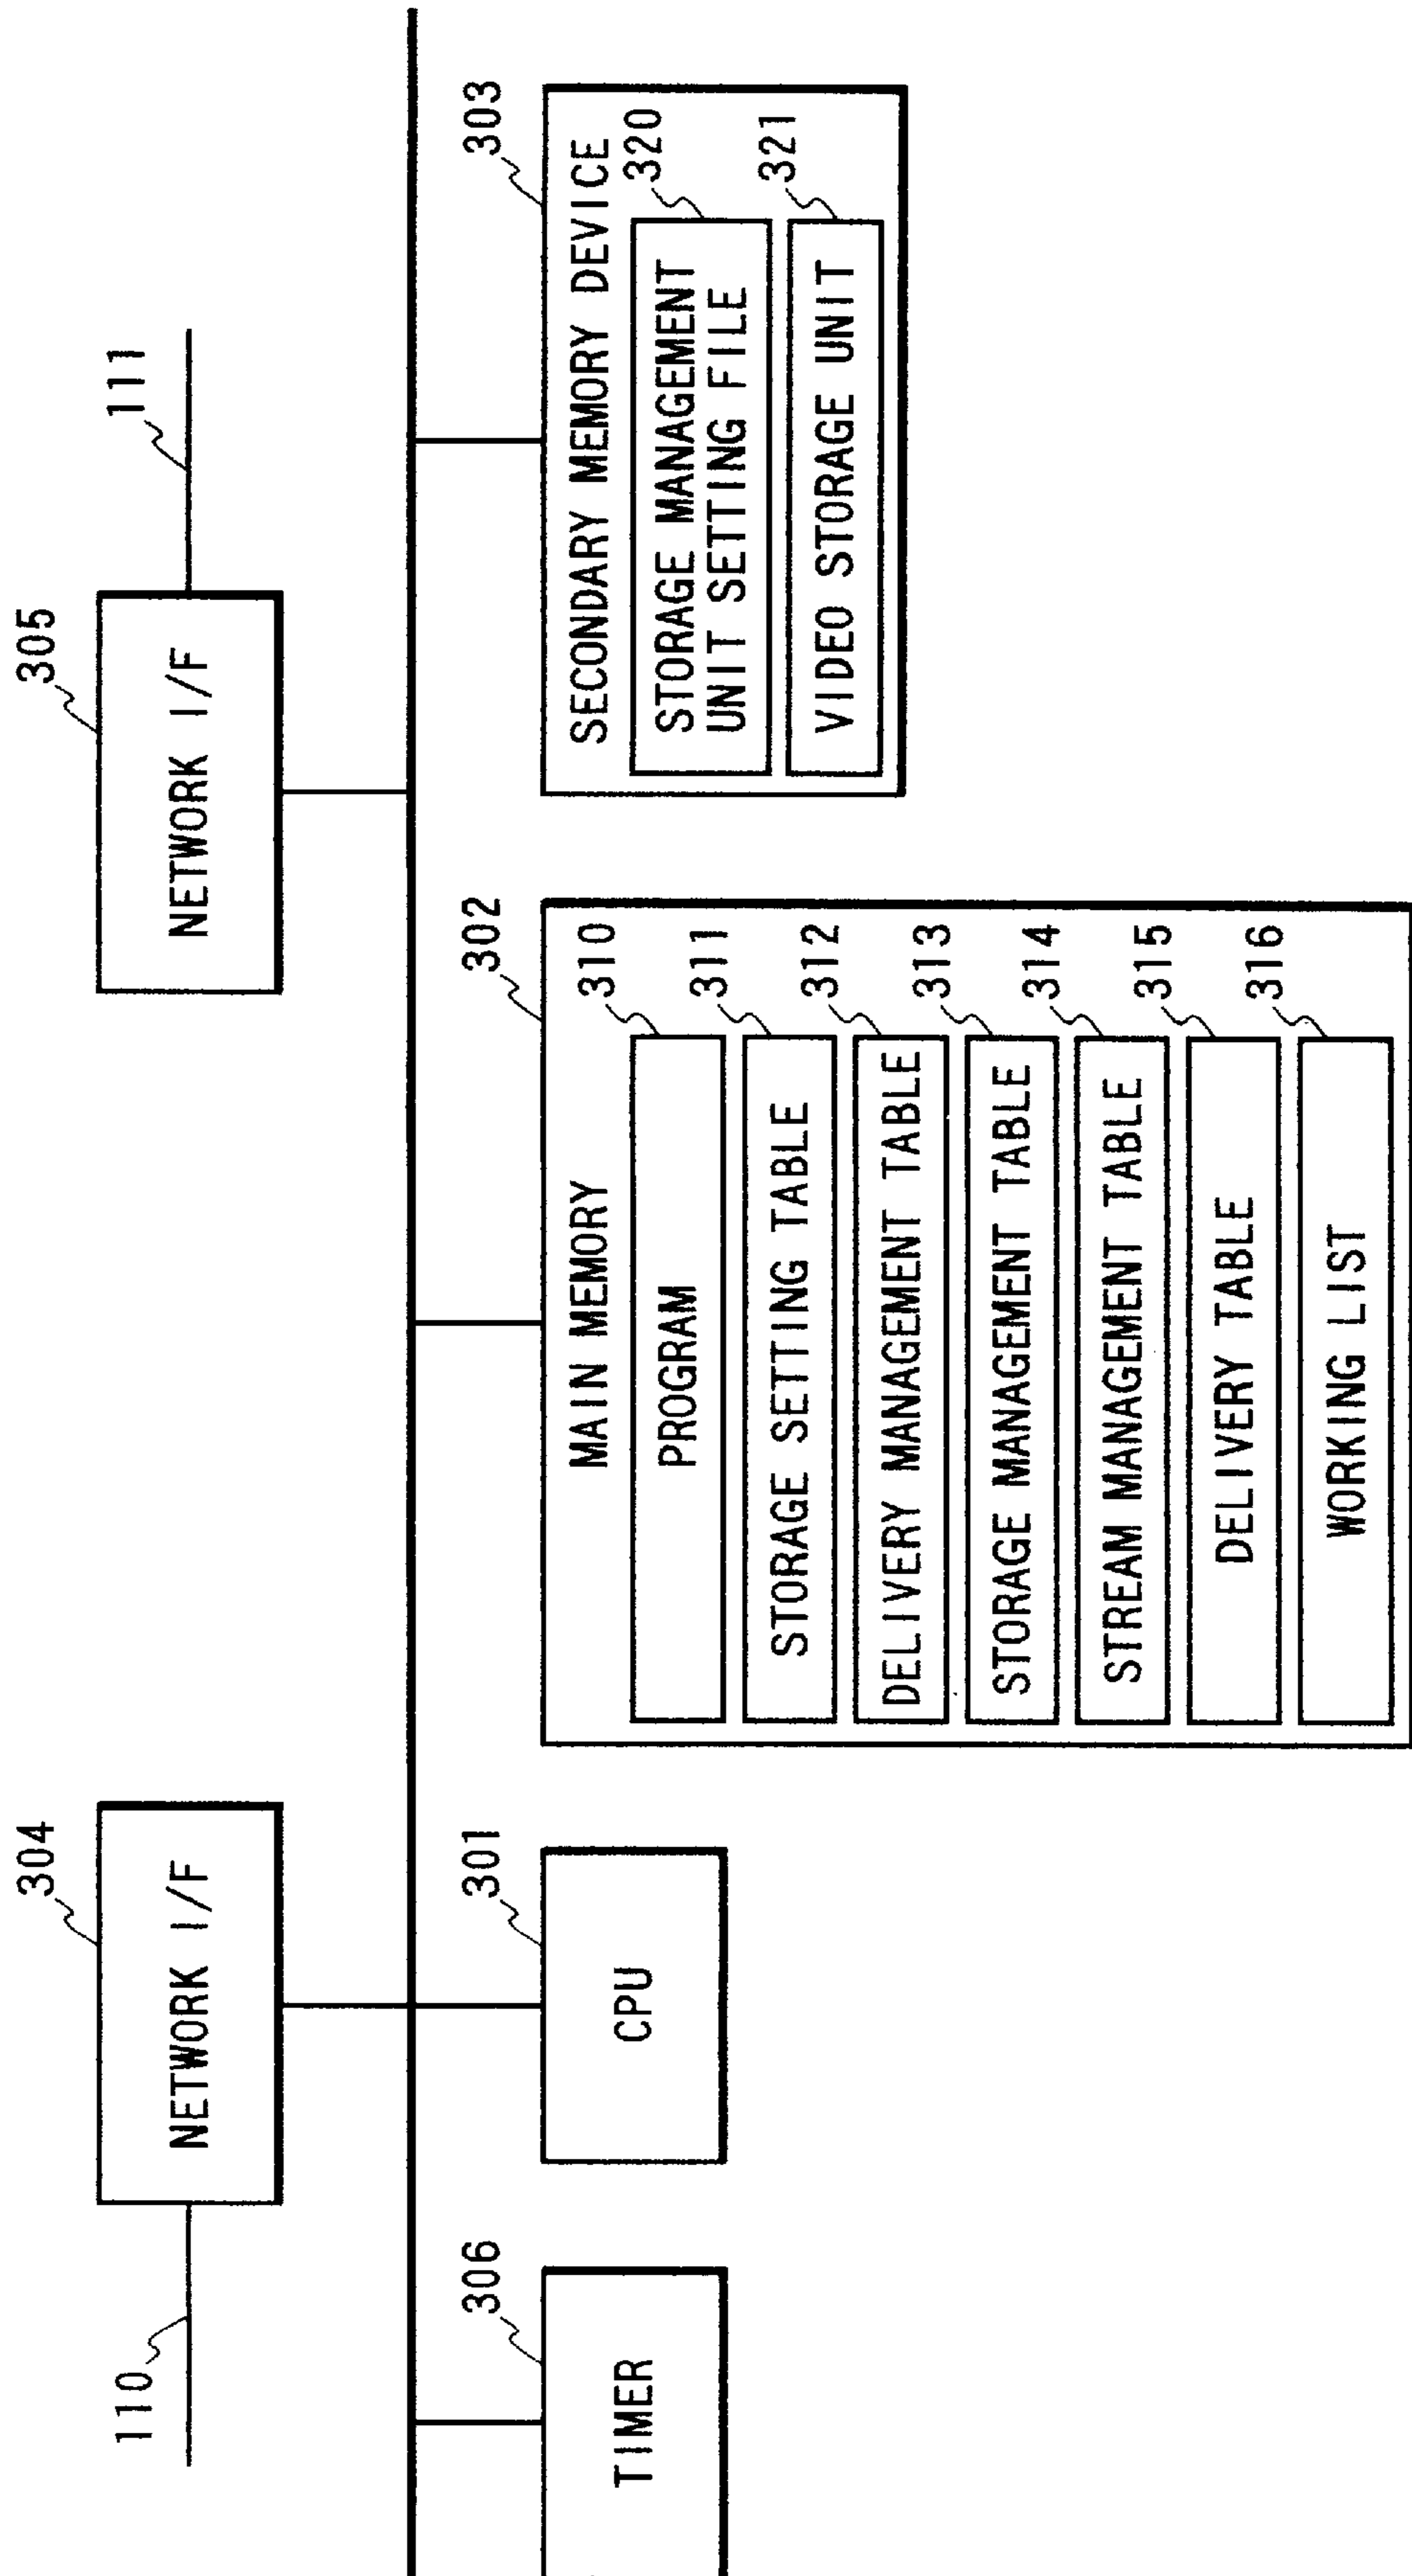 304
305
110
NETWORK I/F
NETWORK I/F
111
306
301
302
303
TIMER
CPU
MAIN MEMORY
310
PROGRAM
311
STORAGE SETTING TABLE
312
DELIVERY MANAGEMENT TABLE
313
STORAGE MANAGEMENT TABLE
314
STREAM MANAGEMENT TABLE
315
DELIVERY TABLE
316
WORKING LIST
SECONDARY MEMORY DEVICE
320
STORAGE MANAGEMENT
UNIT SETTING FILE
321
VIDEO STORAGE UNIT